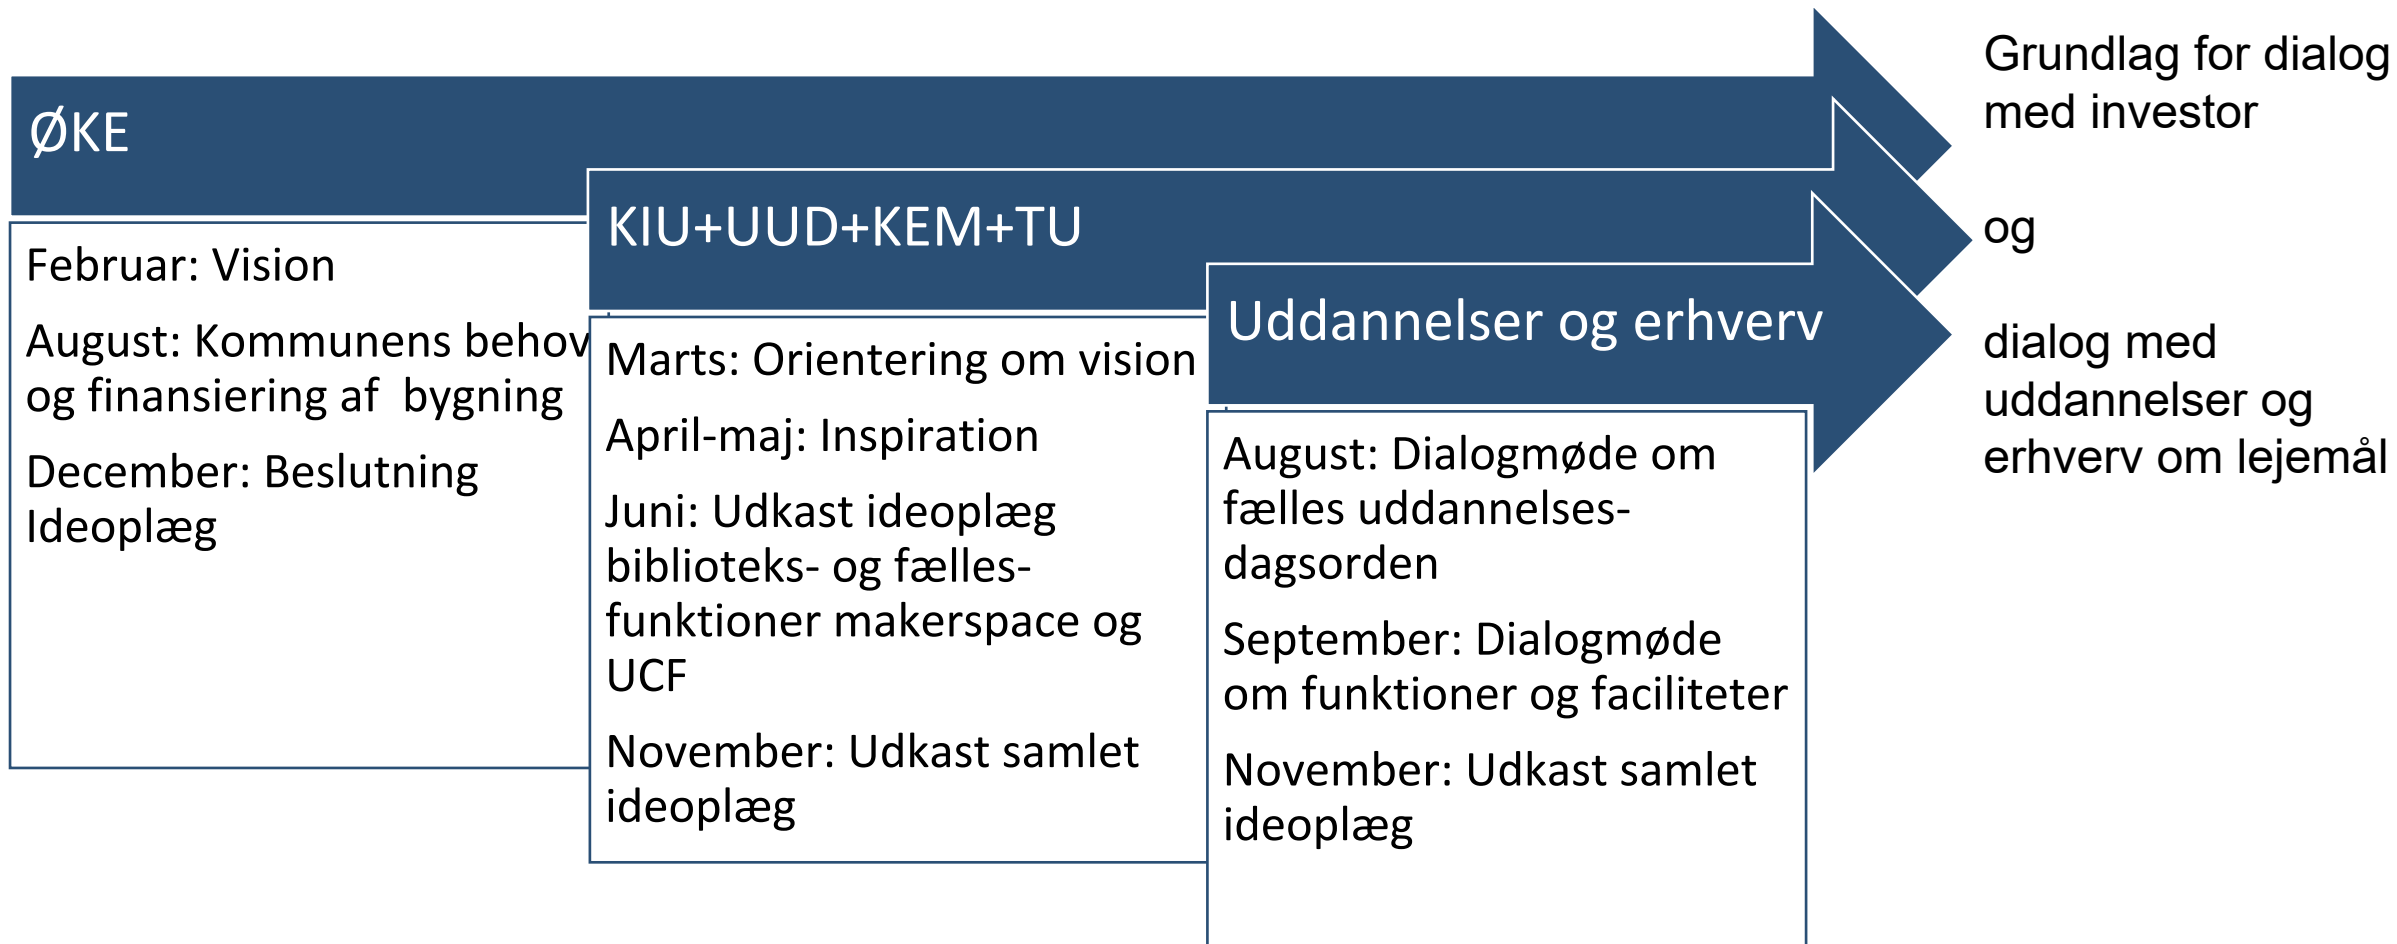 ØKE
Februar: Vision
August: Kommunens behov
og finansiering af  bygning
December: Beslutning
Ideoplæg
KIU+UUD+KEM+TU
Marts: Orientering om vision
April-maj: Inspiration
Juni: Udkast ideoplæg
biblioteks- og fælles-
funktioner makerspace og
UCF
November: Udkast samlet
ideoplæg
Uddannelser og erhverv
August: Dialogmøde om
fælles uddannelses-
dagsorden
September: Dialogmøde
om funktioner og faciliteter
November: Udkast samlet
ideoplæg
Grundlag for dialog
med investor
og
dialog med
uddannelser og
erhverv om lejemål